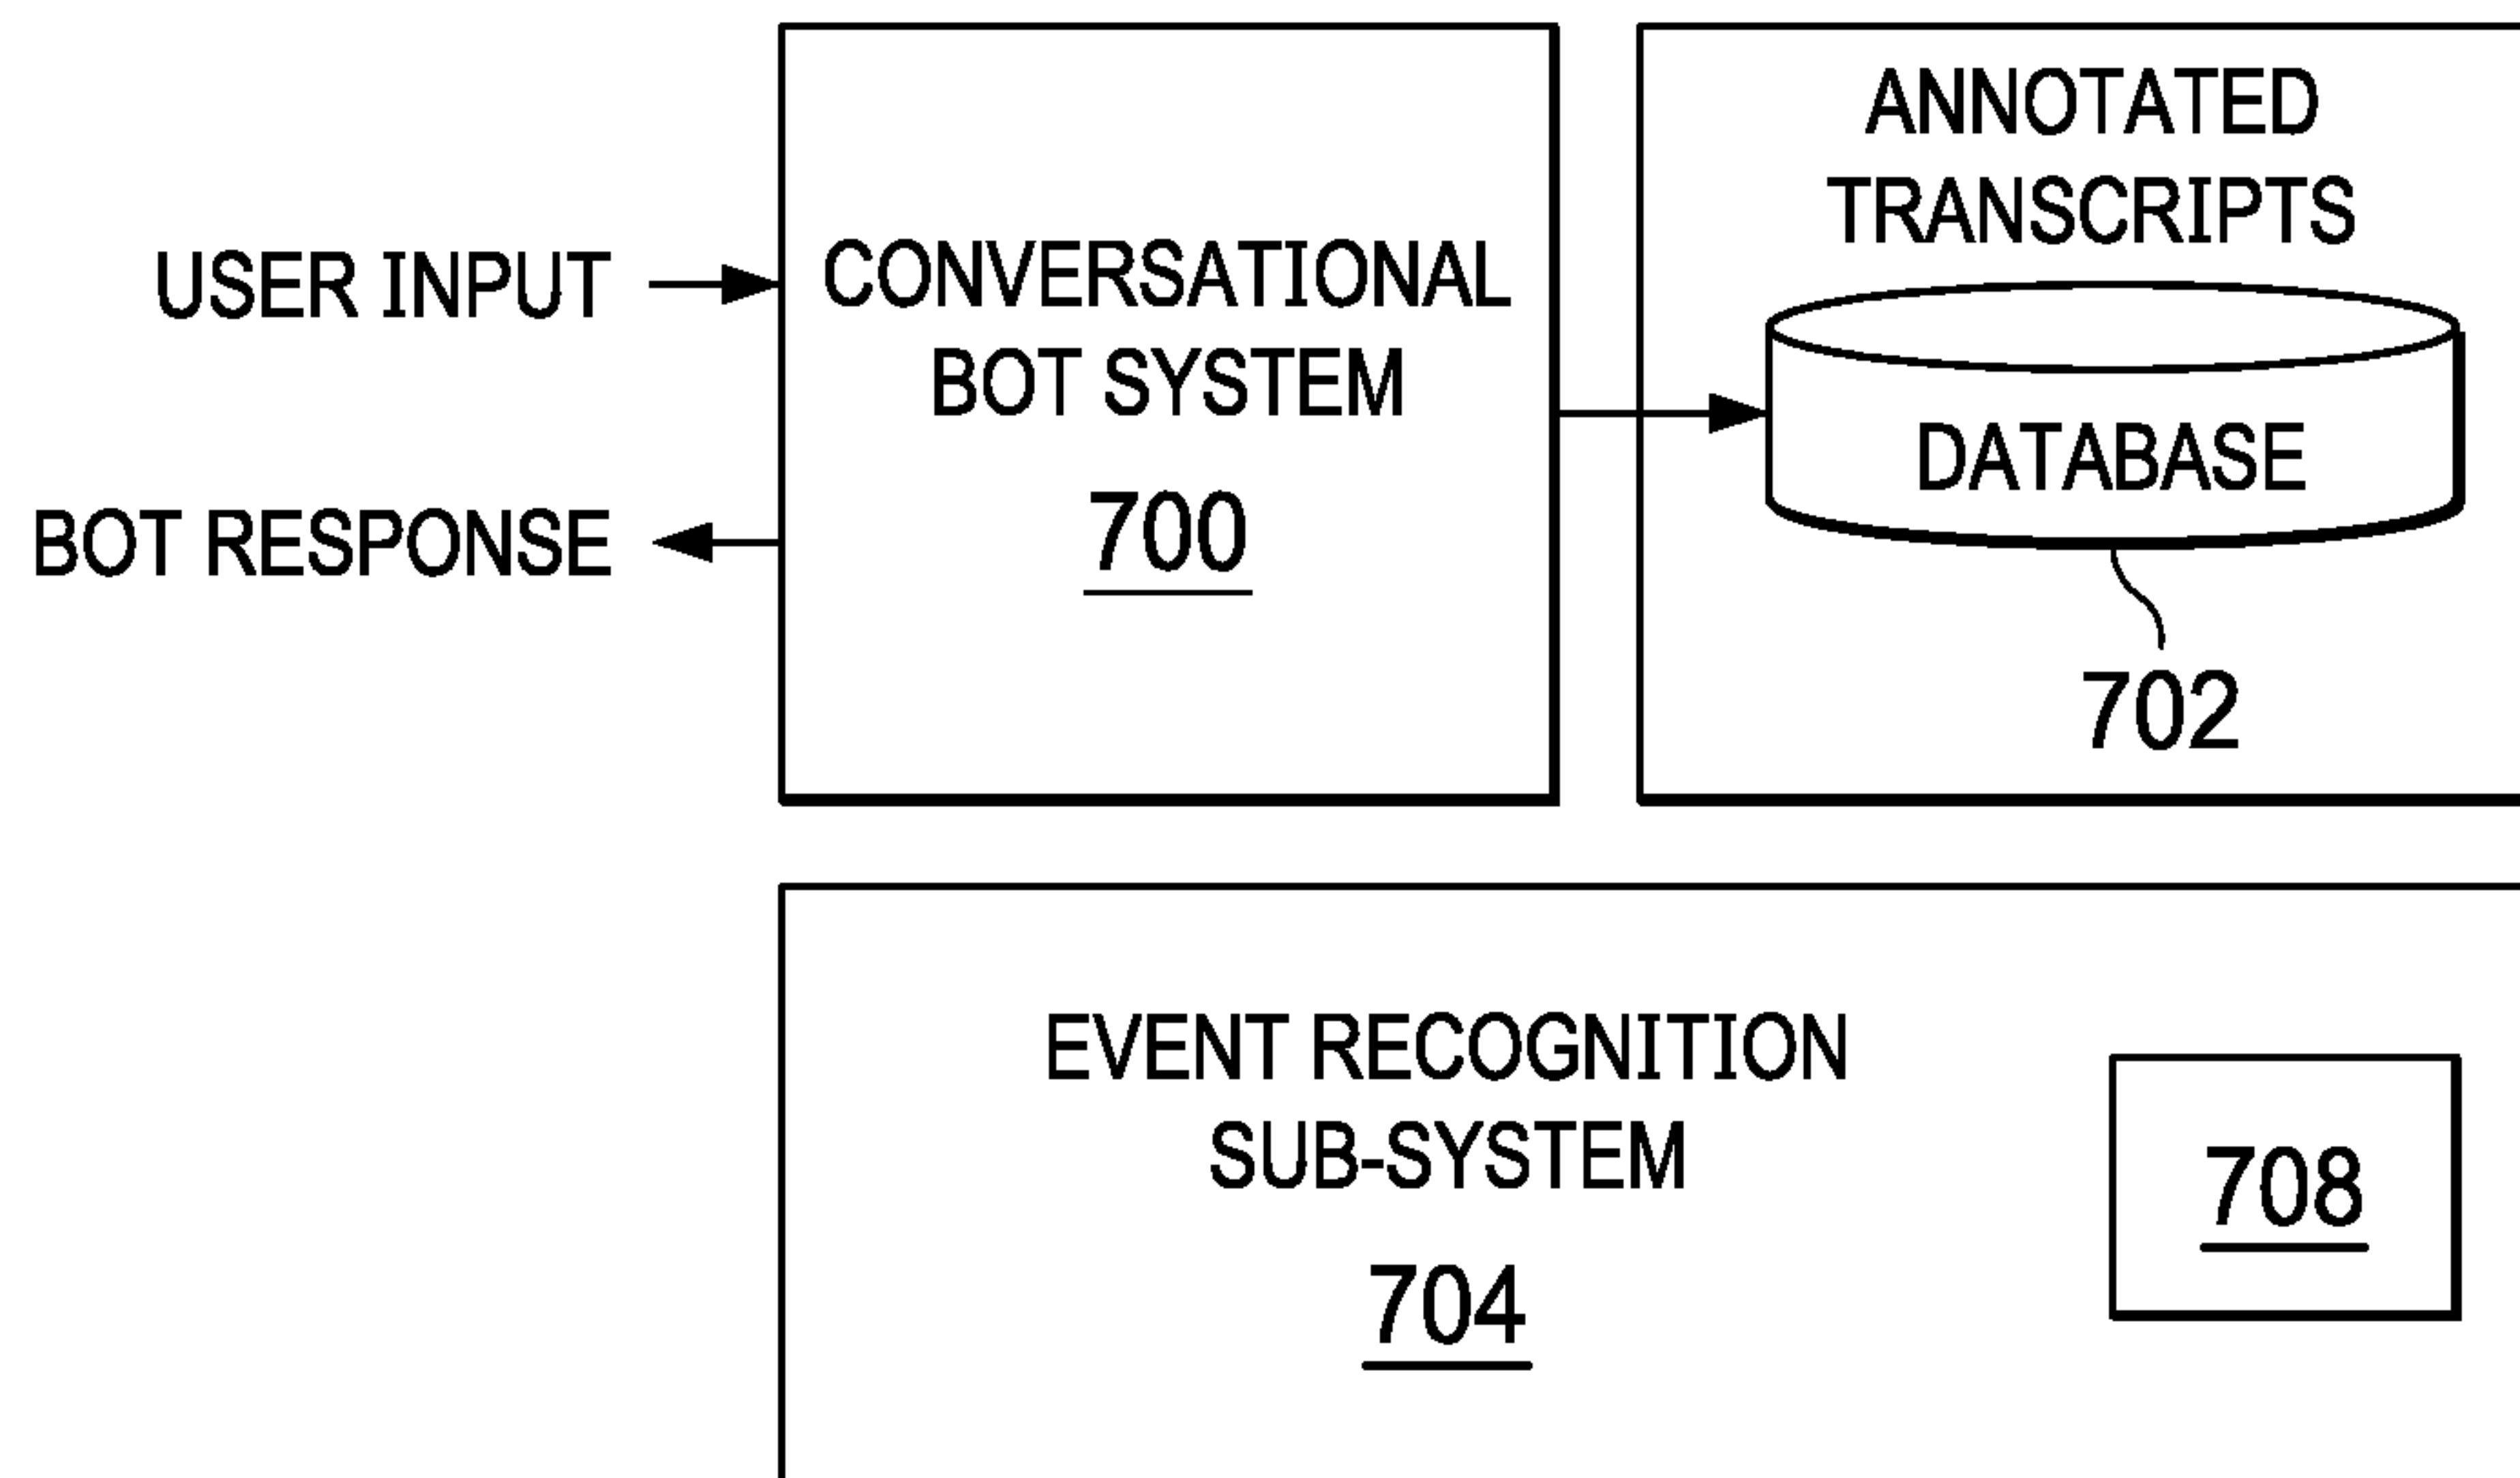 USER INPUT
BOT RESPONSE
CONVERSATIONAL
BOT SYSTEM
700
ANNOTATED
TRANSCRIPTS
DATABASE
702
EVENT RECOGNITION
SUB-SYSTEM
704
708